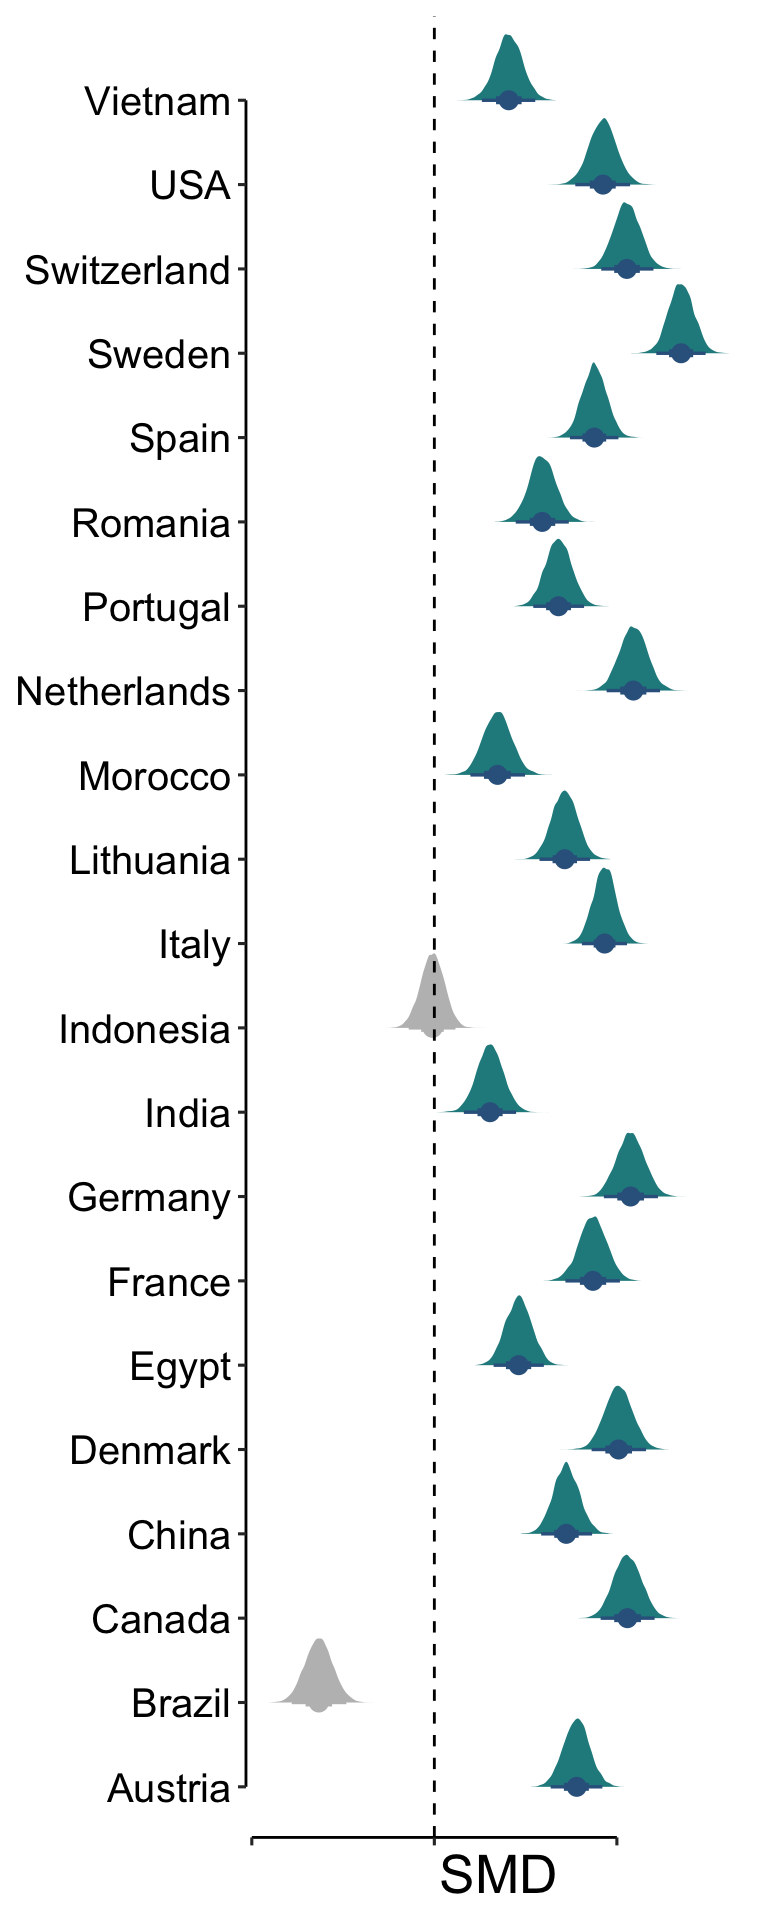 Vietnam
USA
Switzerland
Sweden
Spain
Romania
Portugal
Netherlands
Morocco
Lithuania
Italy
Indonesia
India
Germany
France
Egypt
Denmark
China
Canada
Brazil
Austria
SMD